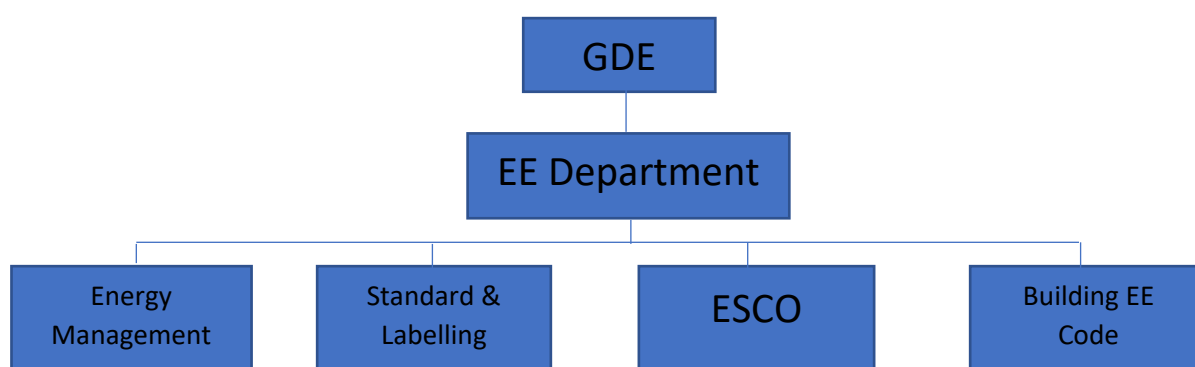 GDE
EE Department
Energy
Management
Standard &
Labelling
ESCO
Building EE
Code